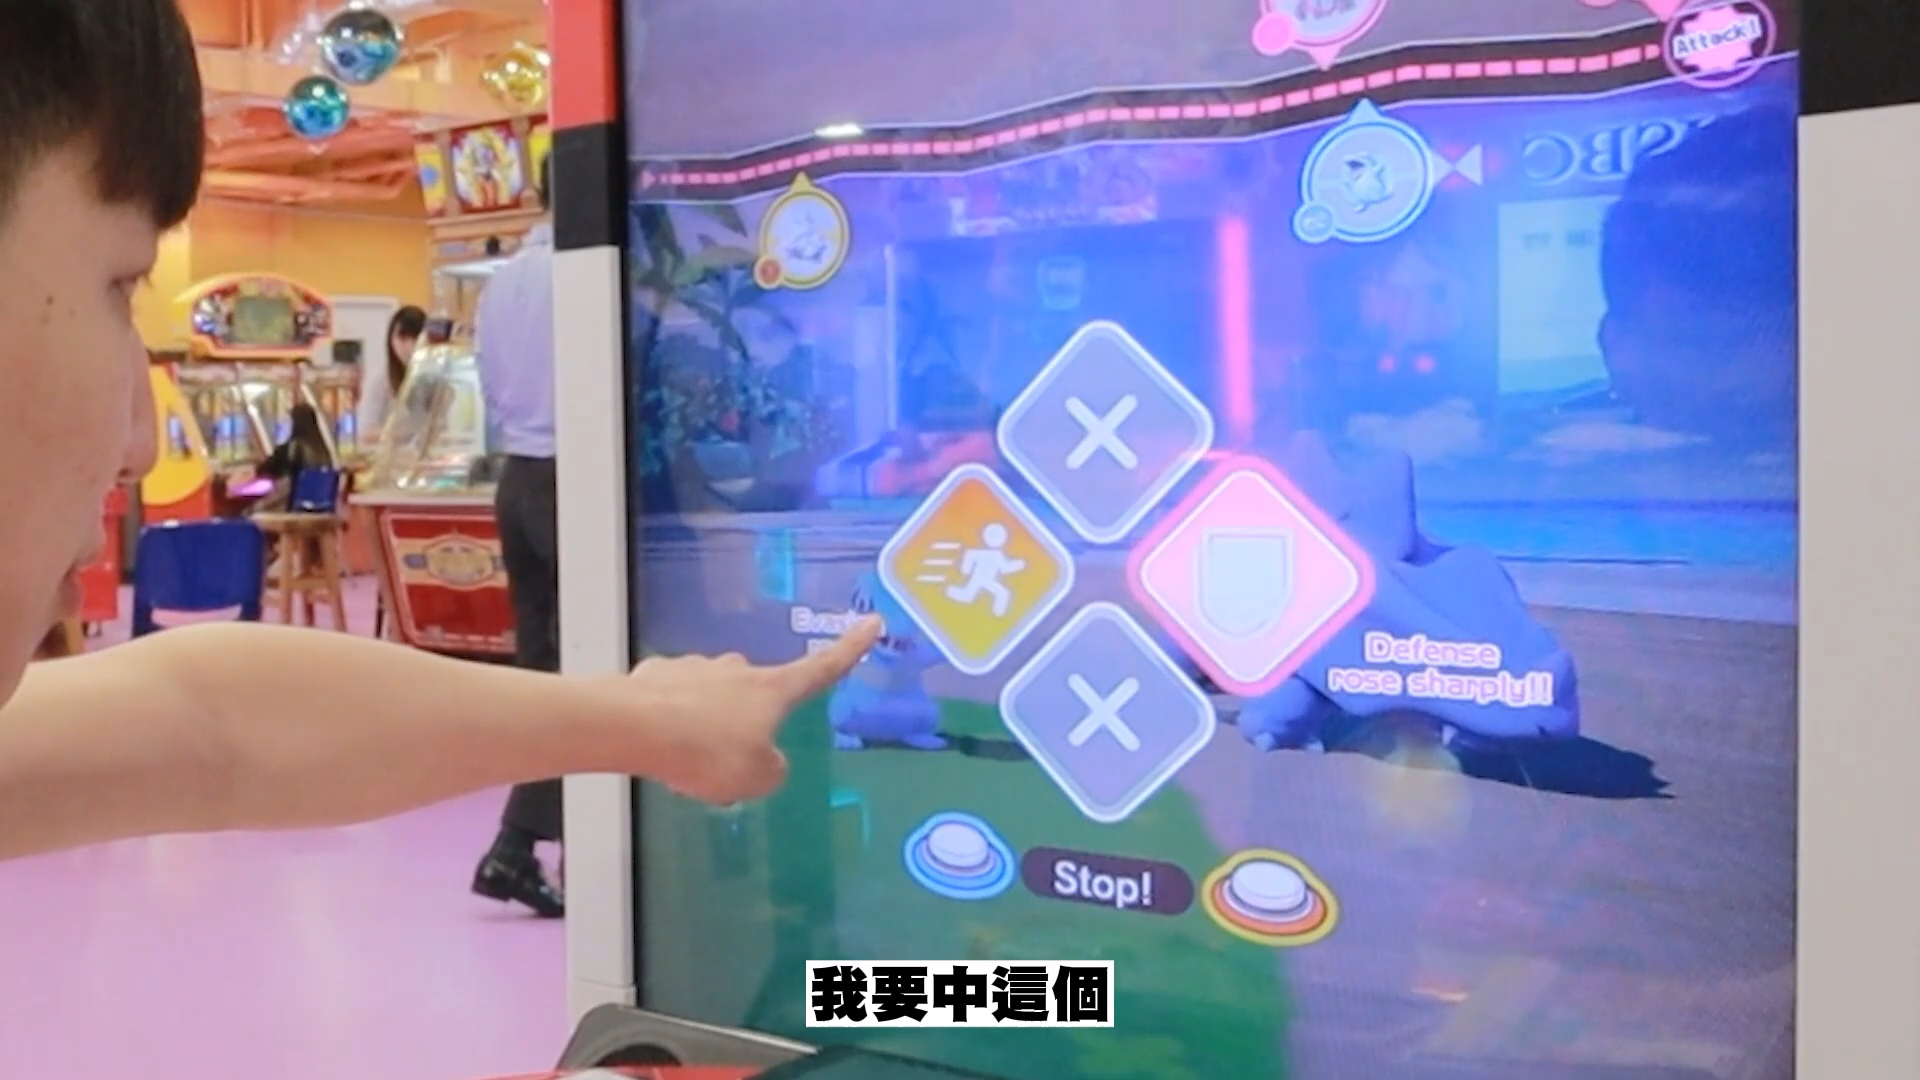 Attack!
Defense
rose sharply!!
Stop!
我要中這個